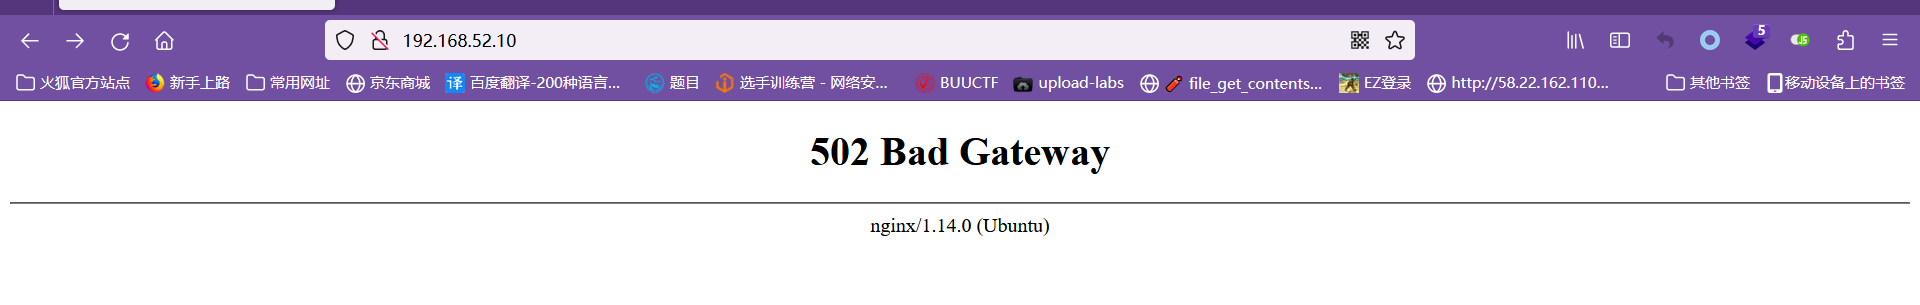 192.168.52.10
5
JS
火狐官方站点 新手上路 常用网址 京东商城 译 百度翻译-200种语言... 题目 选手训练营 - 网络安... BUUCTF upload-labs file_get_contents... EZ登录 http://58.22.162.110... 其他书签 移动设备上的书签
502 Bad Gateway
nginx/1.14.0 (Ubuntu)